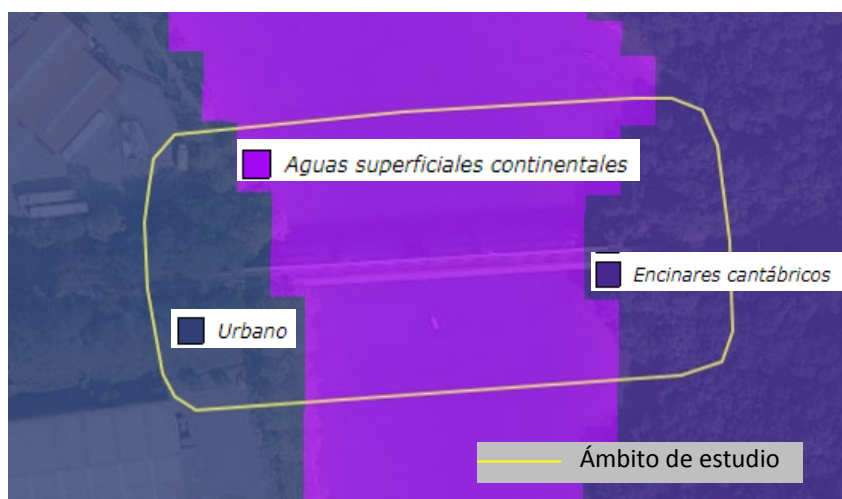 Aguas superficiales continentales
Encinares cantábricos
Urbano
Ámbito de estudio